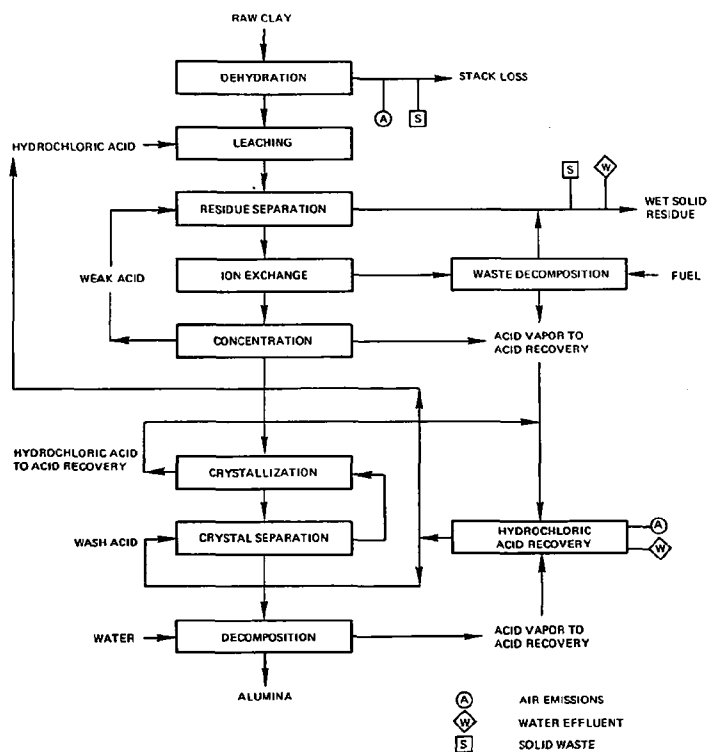 RAW CLAY
DEHYDRATION
STACK LOSS
A
S
HYDROCHLORIC ACID
LEACHING
S
W
RESIDUE SEPARATION
WET SOLID
RESIDUE
WEAK ACID
ION EXCHANGE
WASTE DECOMPOSITION
FUEL
CONCENTRATION
ACID VAPOR TO
ACID RECOVERY
HYDROCHLORIC ACID
TO ACID RECOVERY
CRYSTALLIZATION
WASH ACID
CRYSTAL SEPARATION
HYDROCHLORIC
ACID RECOVERY
A
W
WATER
DECOMPOSITION
ACID VAPOR TO
ACID RECOVERY
ALUMINA
A AIR EMISSIONS
W WATER EFFLUENT
S SOLID WASTE